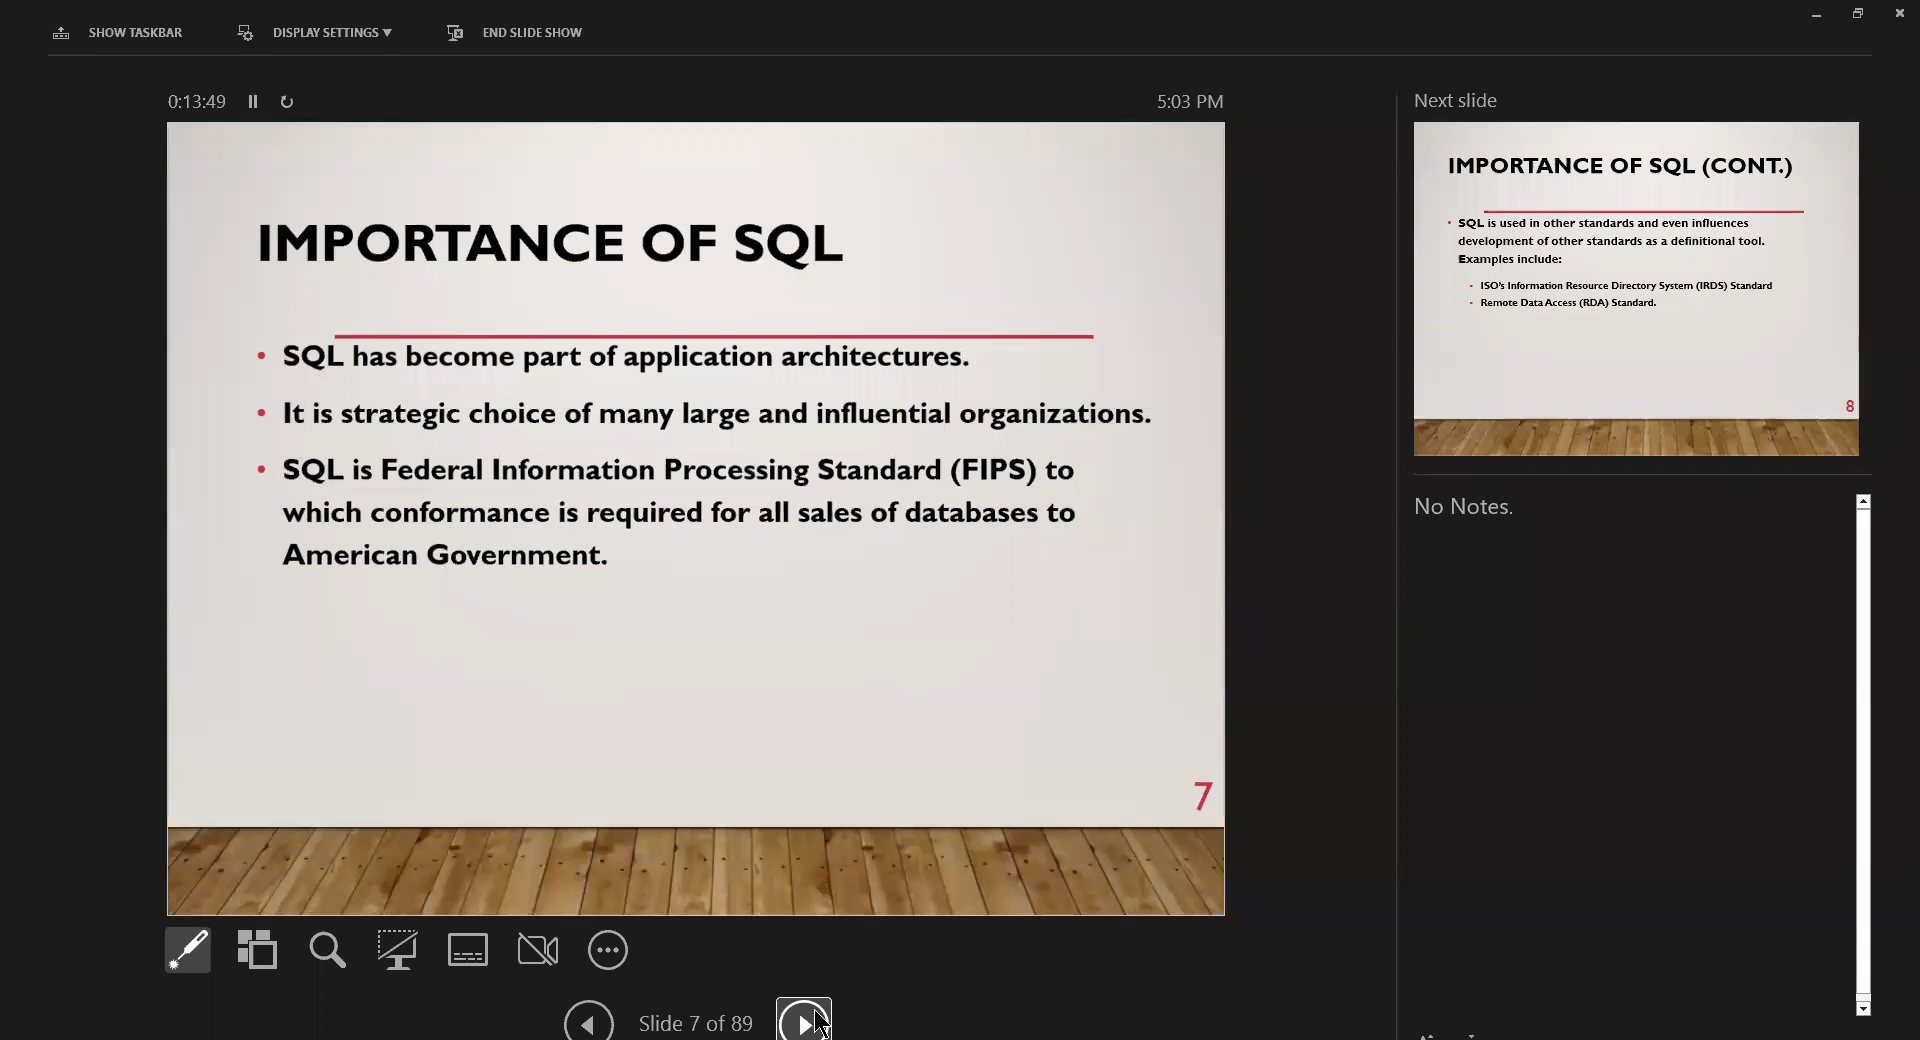 SHOW TASKBAR
DISPLAY SETTINGS ▼
END SLIDE SHOW
0:13:49
5:03 PM
IMPORTANCE OF SQL
• SQL has become part of application architectures.
• It is strategic choice of many large and influential organizations.
• SQL is Federal Information Processing Standard (FIPS) to
which conformance is required for all sales of databases to
American Government.
7
Slide 7 of 89
Next slide
IMPORTANCE OF SQL (CONT.)
• SQL is used in other standards and even influences
development of other standards as a definitional tool.
Examples include:
• ISO's Information Resource Directory System (IRDS) Standard
• Remote Data Access (RDA) Standard.
8
No Notes.